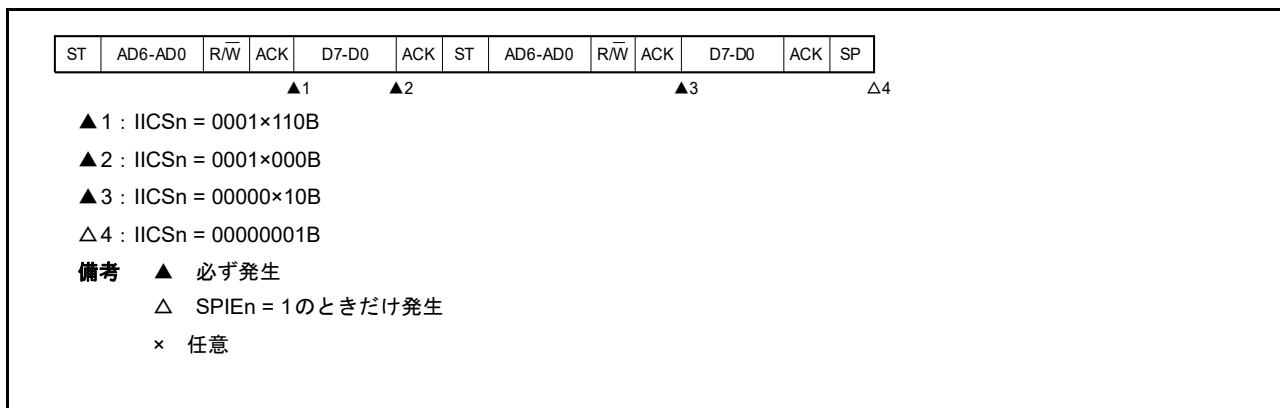 ST AD6-AD0 R/W̅ ACK D7-D0 ACK ST AD6-AD0 R/W̅ ACK D7-D0 ACK SP
▲1 ▲2 ▲3 △4
▲1：IICSn = 0001×110B
▲2：IICSn = 0001×000B
▲3：IICSn = 00000×10B
△4：IICSn = 00000001B
備考 ▲ 必ず発生
△ SPIEn = 1のときだけ発生
× 任意